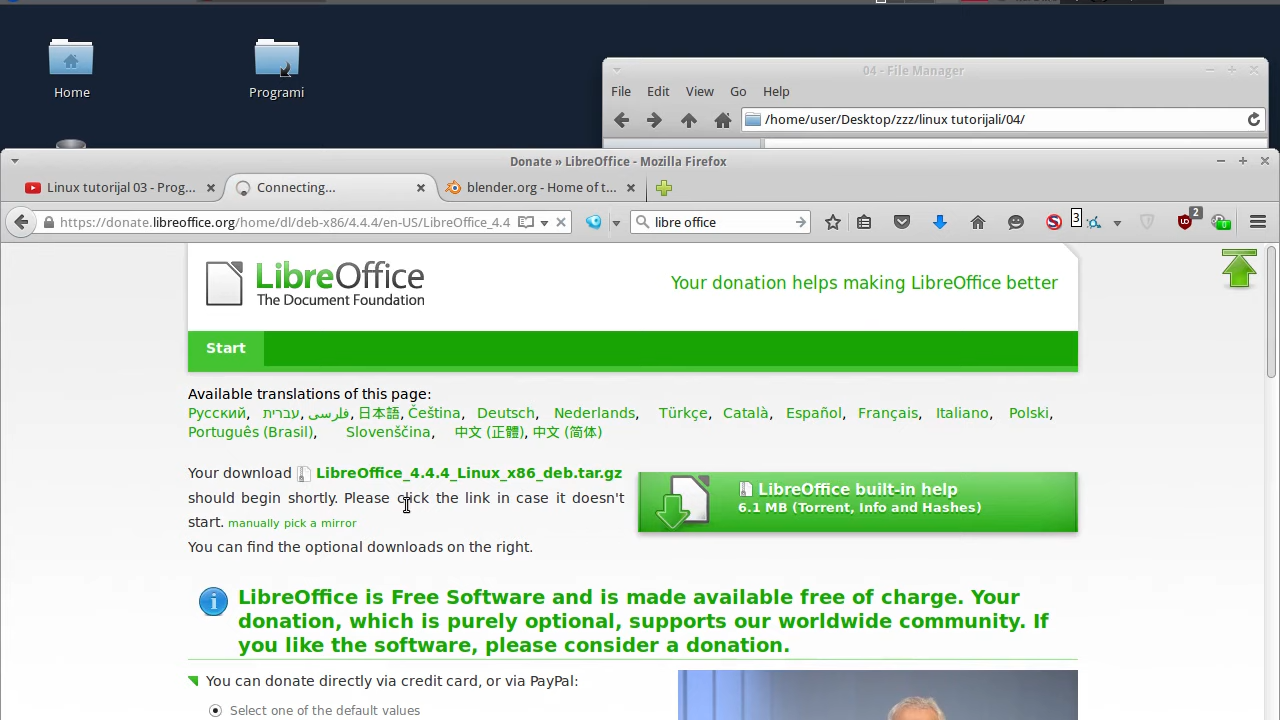 Home
Programi
04 - File Manager
File Edit View Go Help
/home/user/Desktop/zzz/linux tutorijali/04/
Donate » LibreOffice - Mozilla Firefox
Linux tutorijal 03 - Prog...
Connecting...
blender.org - Home of t...
https://donate.libreoffice.org/home/dl/deb-x86/4.4.4/en-US/LibreOffice_4.4
libre office
3
2
0
LibreOffice
The Document Foundation
Your donation helps making LibreOffice better
Start
Available translations of this page:
Русский, עברית, فارسی, 日本語, Čeština, Deutsch, Nederlands, Türkçe, Català, Español, Français, Italiano, Polski,
Português (Brasil), Slovenščina, 中文 (正體), 中文 (简体)
Your download LibreOffice_4.4.4_Linux_x86_deb.tar.gz
should begin shortly. Please click the link in case it doesn't
start. manually pick a mirror
You can find the optional downloads on the right.
LibreOffice built-in help
6.1 MB (Torrent, Info and Hashes)
LibreOffice is Free Software and is made available free of charge. Your
donation, which is purely optional, supports our worldwide community. If
you like the software, please consider a donation.
You can donate directly via credit card, or via PayPal:
Select one of the default values